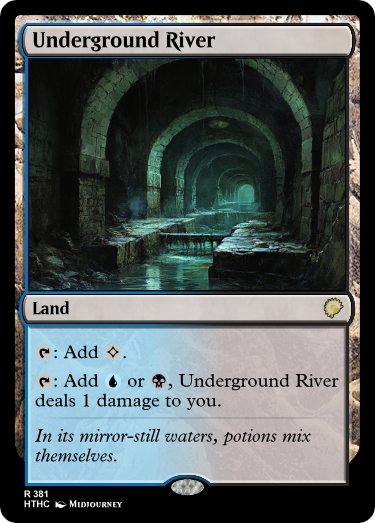 Underground River
Land
: Add .
: Add or , Underground River
deals 1 damage to you.
In its mirror-still waters, potions mix
themselves.
R 381
HTHC Midjourney